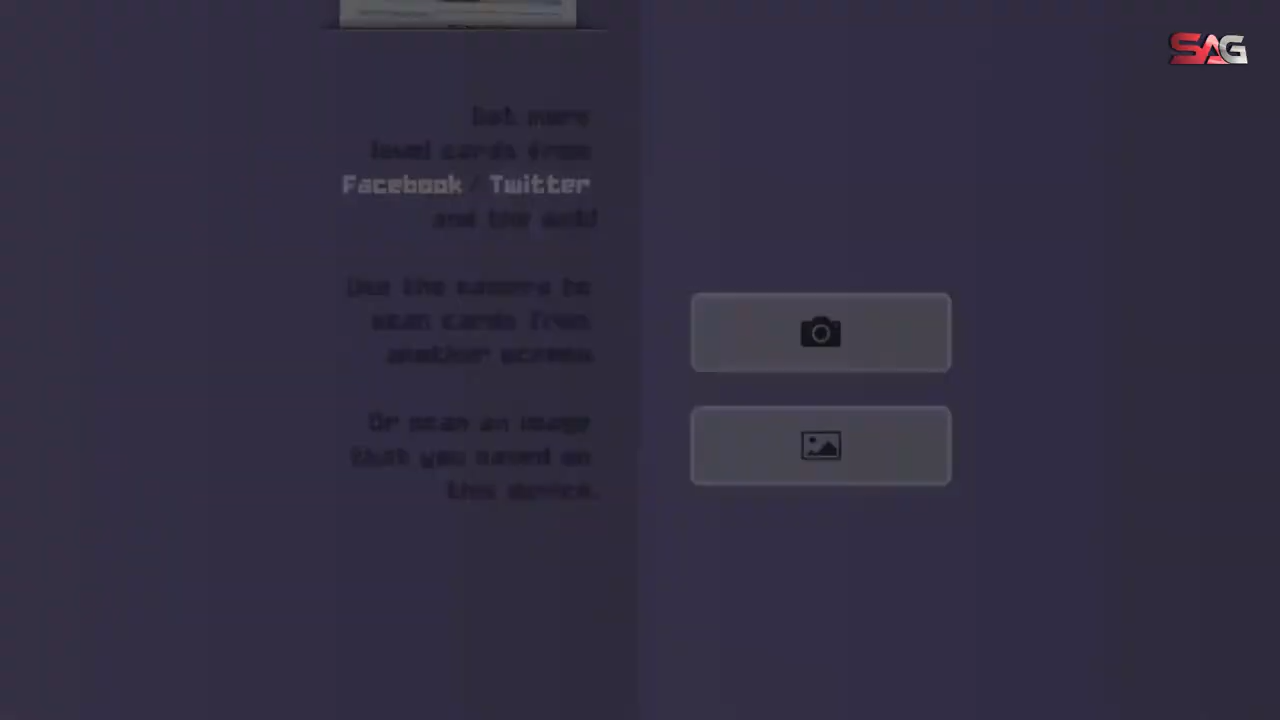 Get more
level cards from
Facebook / Twitter
and the web!
Use the camera to
scan cards from
another screen.
Or scan an image
that you saved on
this device.
SAG